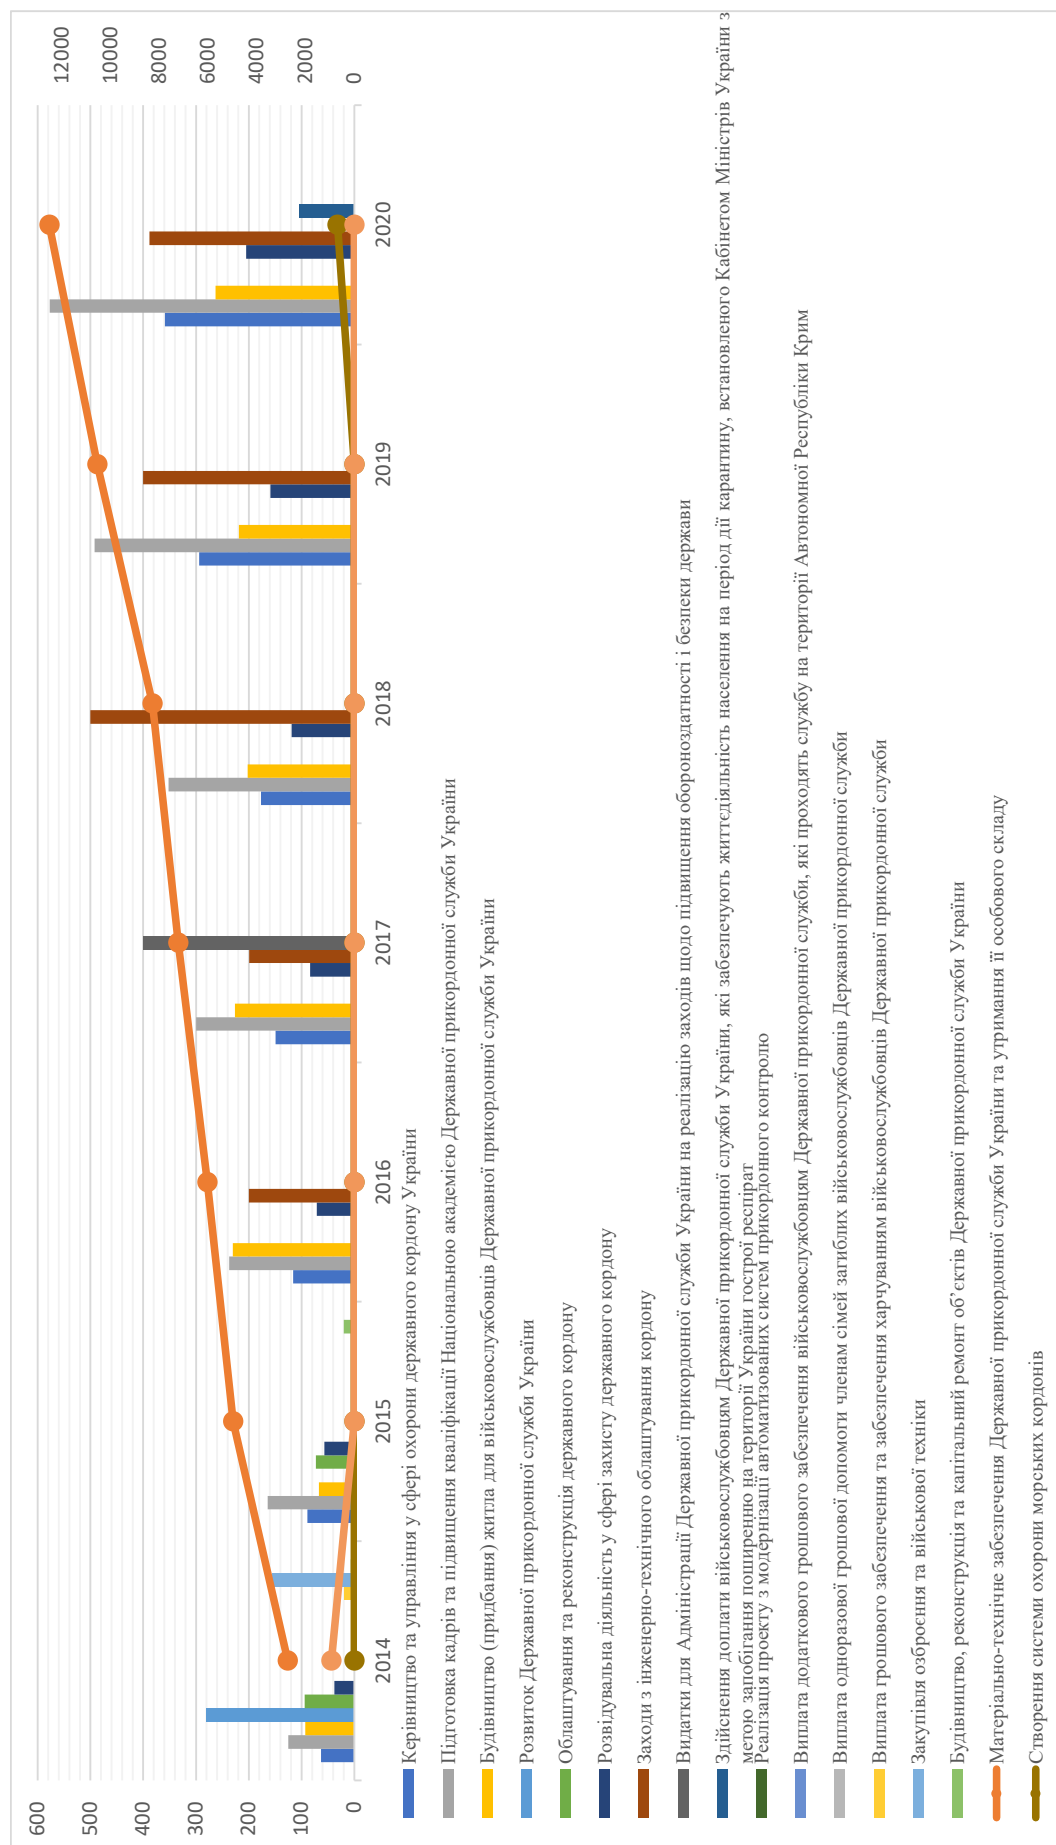 600
500
400
300
200
100
0
12000
10000
8000
6000
4000
2000
0
2014
2015
2016
2017
2018
2019
2020
Керівництво та управління у сфері охорони державного кордону України
Підготовка кадрів та підвищення кваліфікації Національною академією Державної прикордонної служби України
Будівництво (придбання) житла для військовослужбовців Державної прикордонної служби України
Розвиток Державної прикордонної служби України
Облаштування та реконструкція державного кордону
Розвідувальна діяльність у сфері захисту державного кордону
Заходи з інженерно-технічного облаштування кордону
Видатки для Адміністрації Державної прикордонної служби України на реалізацію заходів щодо підвищення обороноздатності і безпеки держави
Здійснення доплати військовослужбовцям Державної прикордонної служби України, які забезпечують життєдіяльність населення на період дії карантину, встановленого Кабінетом Міністрів України з
метою запобігання поширенню на території України гострої респірат
Реалізація проекту з модернізації автоматизованих систем прикордонного контролю
Виплата додаткового грошового забезпечення військовослужбовцям Державної прикордонної служби, які проходять службу на території Автономної Республіки Крим
Виплата одноразової грошової допомоги членам сімей загиблих військовослужбовців Державної прикордонної служби
Виплата грошового забезпечення та забезпечення харчуванням військовослужбовців Державної прикордонної служби
Закупівля озброєння та військової техніки
Будівництво, реконструкція та капітальний ремонт об’єктів Державної прикордонної служби України
Матеріально-технічне забезпечення Державної прикордонної служби України та утримання її особового складу
Створення системи охорони морських кордонів